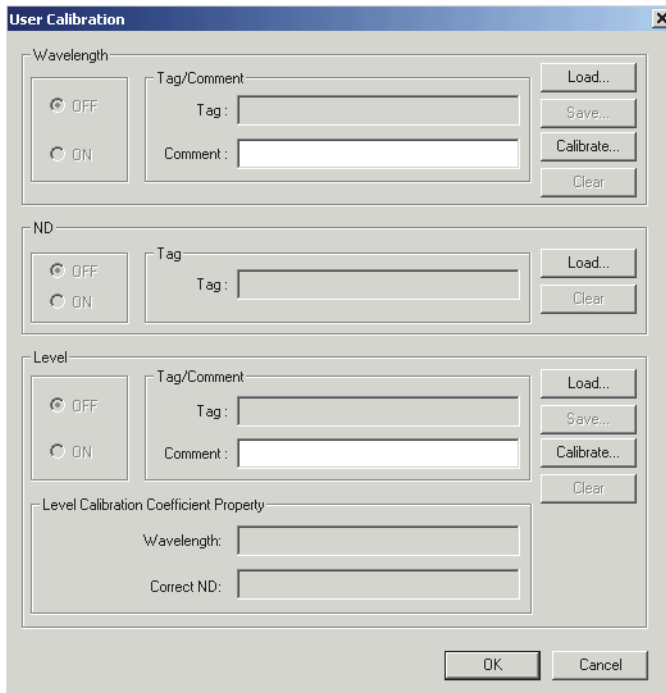 User Calibration
Wavelength
OFF
ON
Tag/Comment
Tag :
Comment :
Load...
Save...
Calibrate...
Clear
ND
OFF
ON
Tag
Tag :
Load...
Clear
Level
OFF
ON
Tag/Comment
Tag :
Comment :
Load...
Save...
Calibrate...
Clear
Level Calibration Coefficient Property
Wavelength:
Correct ND:
OK
Cancel